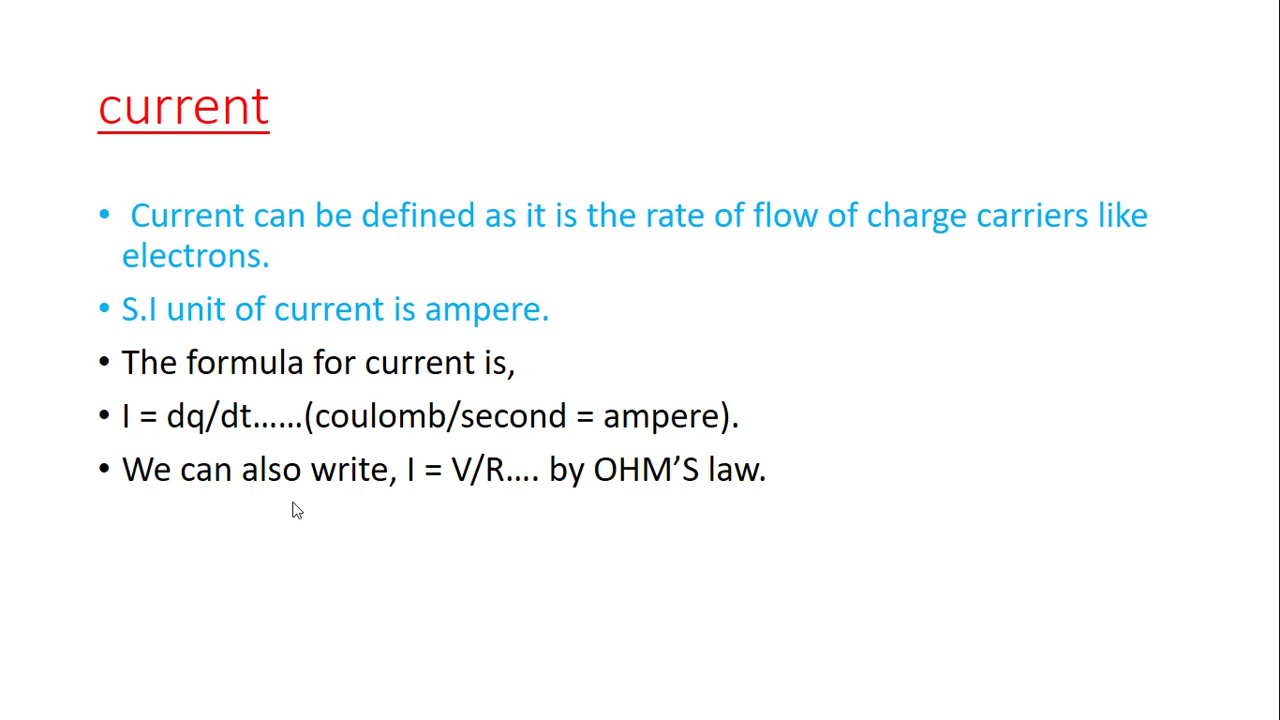 current
• Current can be defined as it is the rate of flow of charge carriers like
electrons.
• S.I unit of current is ampere.
• The formula for current is,
• I = dq/dt......(coulomb/second = ampere).
• We can also write, I = V/R.... by OHM’S law.